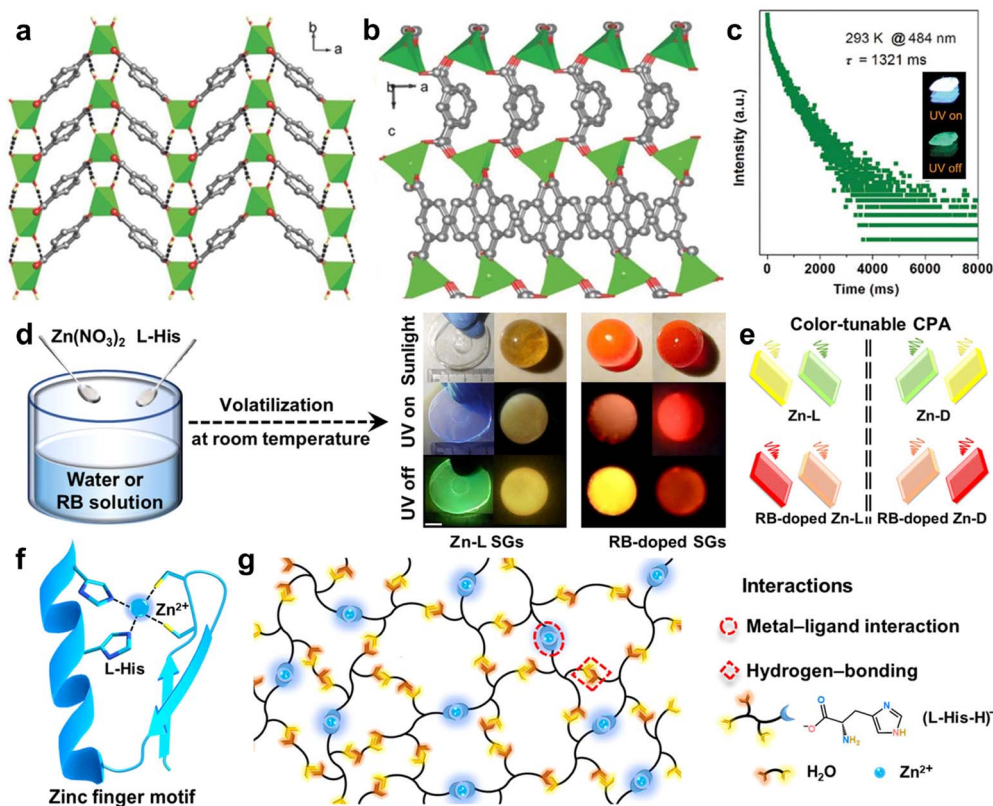 a
b
a
b
a
c
c
293 K @ 484 nm
τ = 1321 ms
UV on
UV off
Intensity (a.u.)
0 2000 4000 6000 8000
Time (ms)
d
Zn(NO₃)₂ L-His
Water or
RB solution
Volatilization
at room temperature
Sunlight
UV on
UV off
Zn-L SGs
RB-doped SGs
e
Color-tunable CPA
Zn-L
Zn-D
RB-doped Zn-L
RB-doped Zn-D
f
Zn²⁺
L-His
Zinc finger motif
g
Interactions
Metal–ligand interaction
Hydrogen–bonding
O
⁻O
NH₂
N
NH
(L-His-H)⁻
H₂O
Zn²⁺